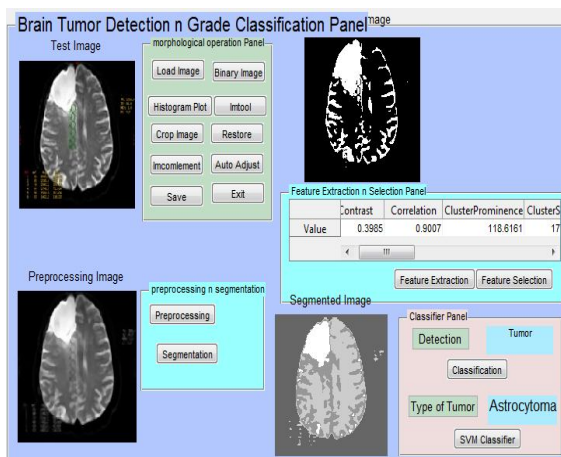 Brain Tumor Detection n Grade Classification Panel
mage
Test Image
morphological operation Panel
Load Image
Binary Image
Histogram Plot
Imtool
Crop Image
Restore
Imcomlement
Auto Adjust
Save
Exit
Feature Extraction n Selection Panel
Contrast Correlation ClusterProminence ClusterS
Value 0.3985 0.9007 118.6161 17
Feature Extraction
Feature Selection
Preprocessing Image
preprocessing n segmentation
Preprocessing
Segmentation
Segmented Image
Classifier Panel
Detection
Tumor
Classification
Type of Tumor
Astrocytoma
SVM Classifier